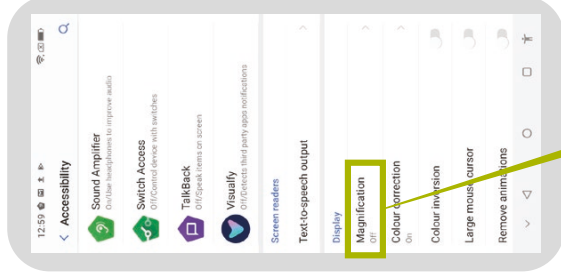 12:59
Accessibility
Sound Amplifier
On/Use headphones to improve audio
Switch Access
Off/Control device with switches
TalkBack
Off/Speak items on screen
Visualfy
Off/Detects third party apps notifications
Screen readers
Text-to-speech output
Display
Magnification
Off
Colour correction
On
Colour inversion
Large mouse cursor
Remove animations